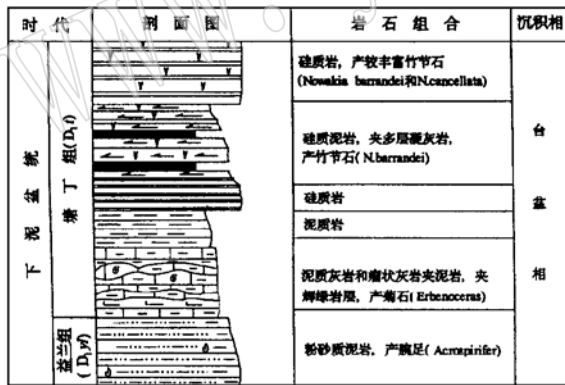 时 代
剖 面 图
岩 石 组 合
沉积相
下 泥 盆 统
塘 丁 组(D₁t)
益兰组
(D₁yl)
硅质岩，产较丰富竹节石
(Nowakia barrandei和N.cancellata)
硅质泥岩，夹多层凝灰岩，
产竹节石(N.barrandei)
硅质岩
泥质岩
泥质灰岩和瘤状灰岩夹泥岩，夹
辉绿岩层，产菊石(Erbenoceras)
粉砂质泥岩，产腕足(Acrospirifer)
台 盆 相
www.